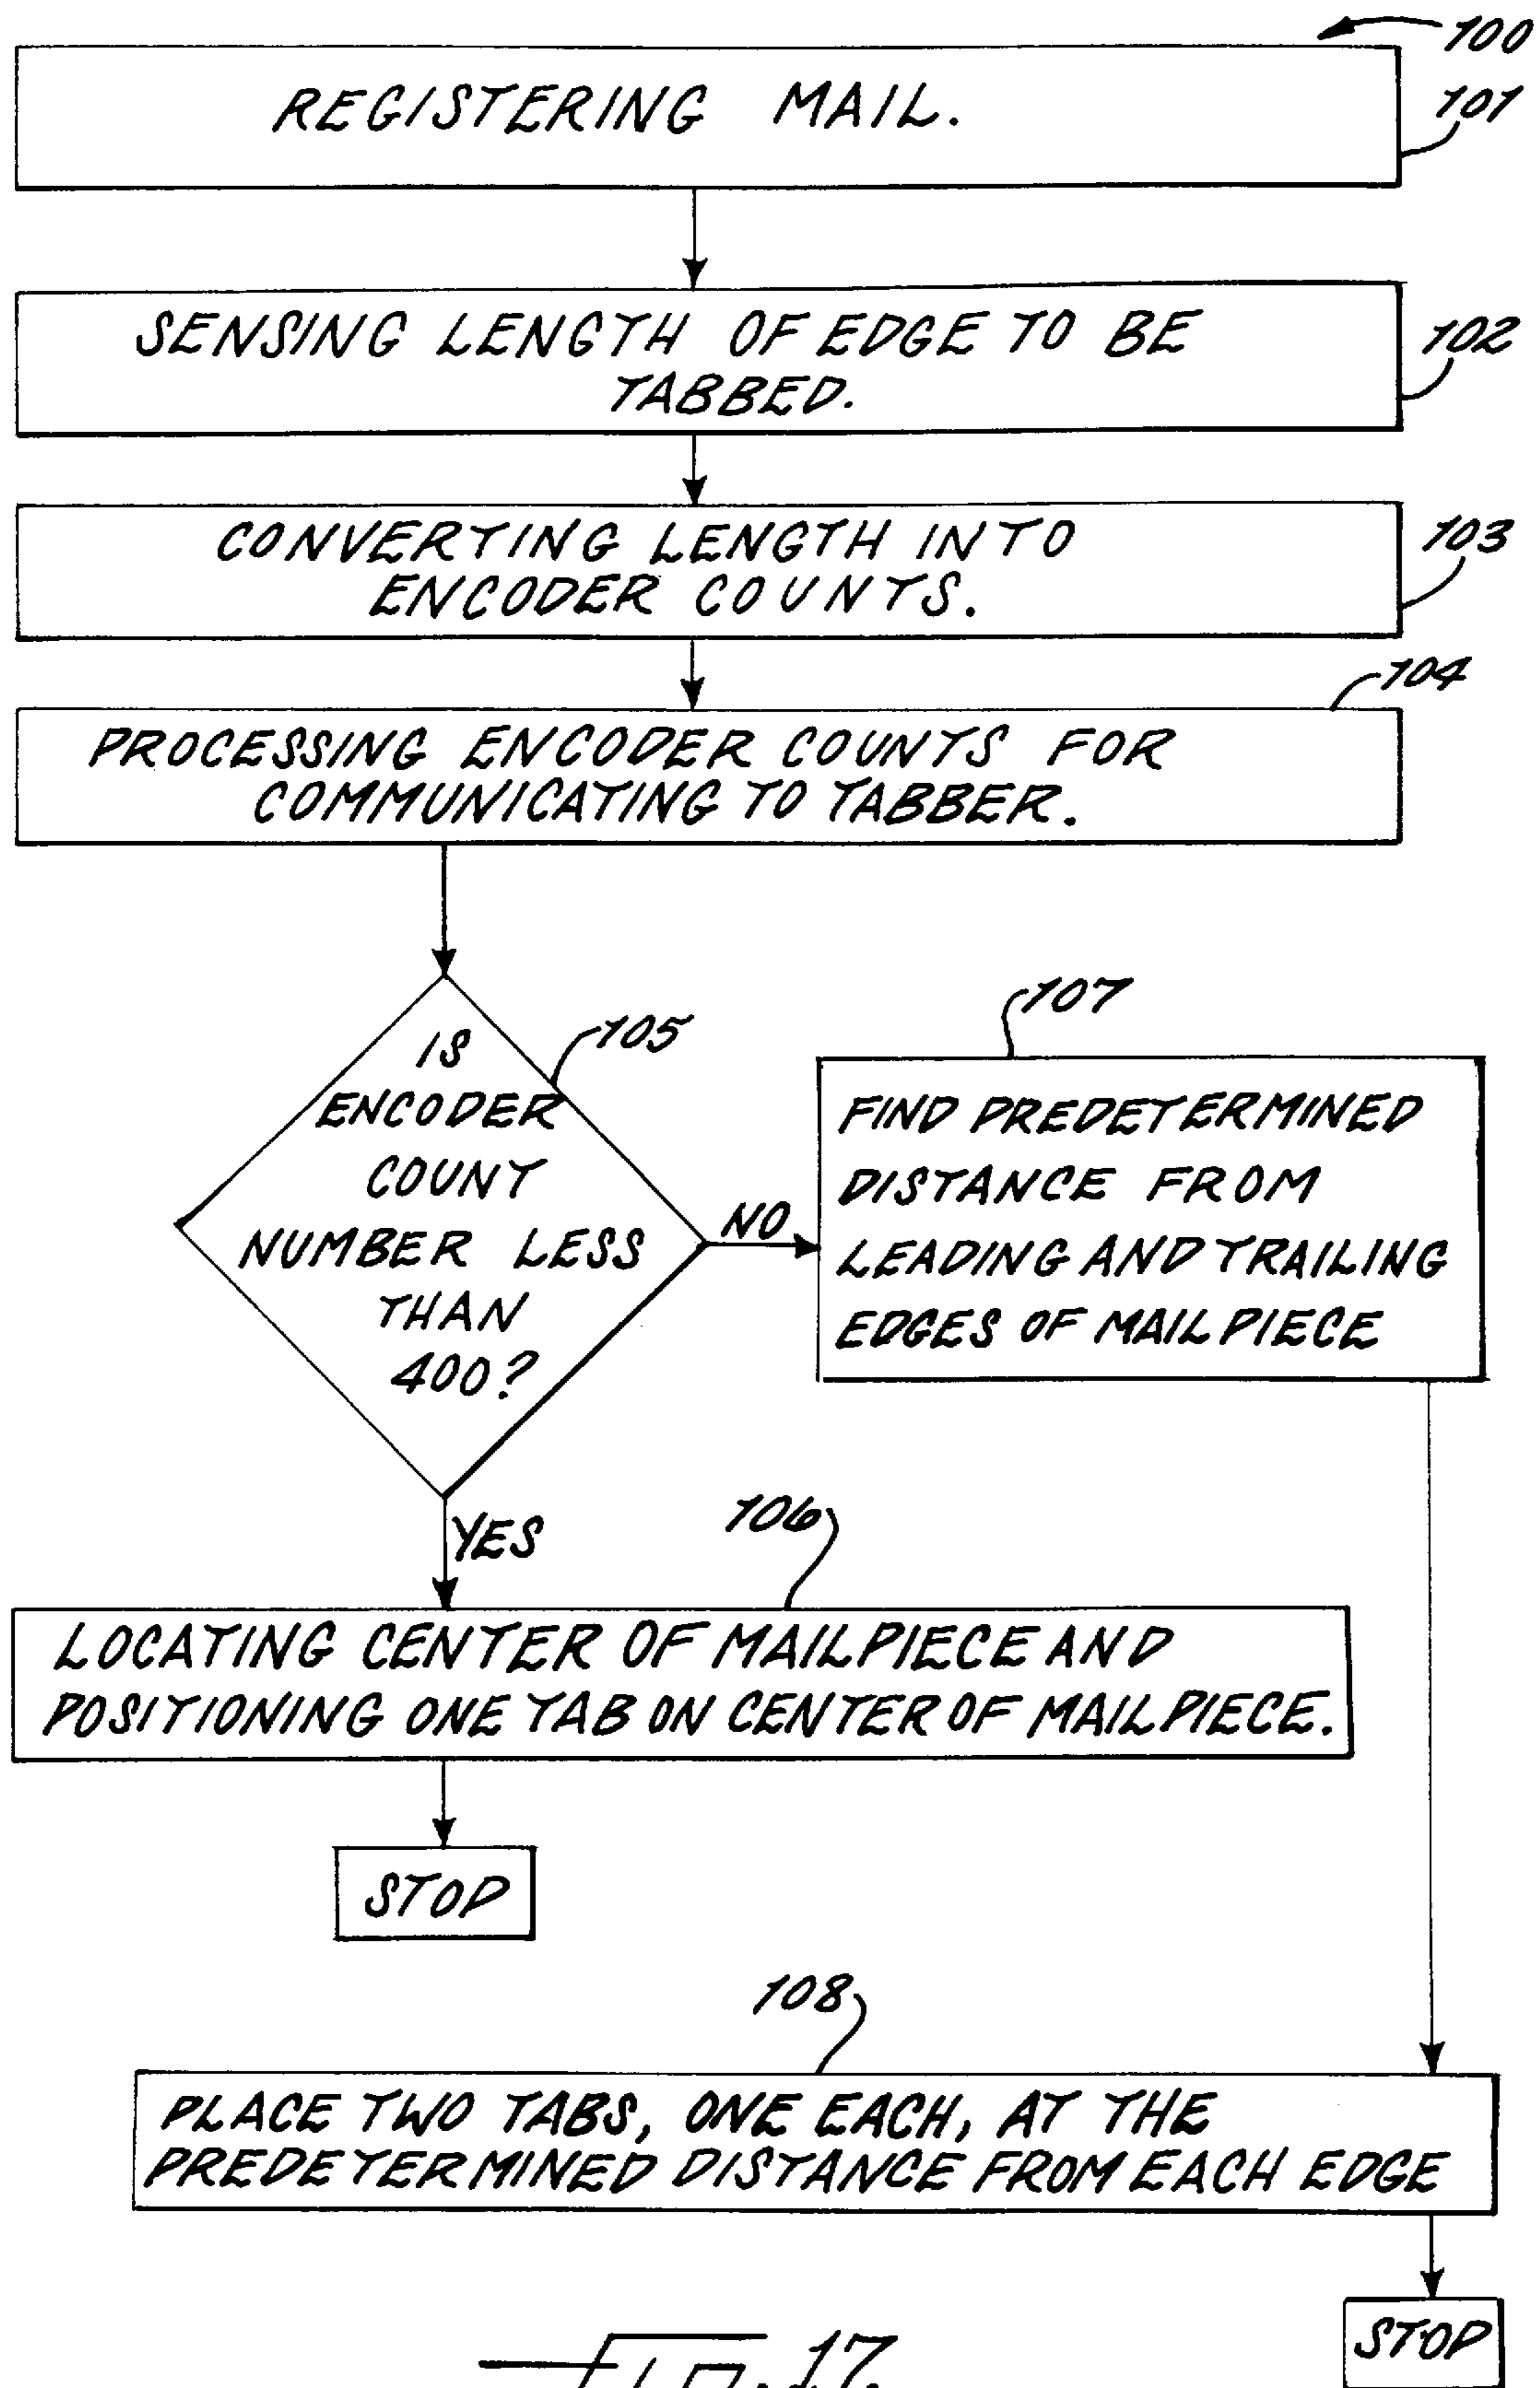 100
REGISTERING MAIL.
101
SENSING LENGTH OF EDGE TO BE
TABBED.
102
CONVERTING LENGTH INTO
ENCODER COUNTS.
103
104
PROCESSING ENCODER COUNTS FOR
COMMUNICATING TO TABBER.
105
IS
ENCODER
COUNT
NUMBER LESS
THAN
400?
NO
107
FIND PREDETERMINED
DISTANCE FROM
LEADING AND TRAILING
EDGES OF MAILPIECE
YES
106
LOCATING CENTER OF MAILPIECE AND
POSITIONING ONE TAB ON CENTER OF MAILPIECE.
STOP
108
PLACE TWO TABS, ONE EACH, AT THE
PREDETERMINED DISTANCE FROM EACH EDGE
STOP
Fig. 17